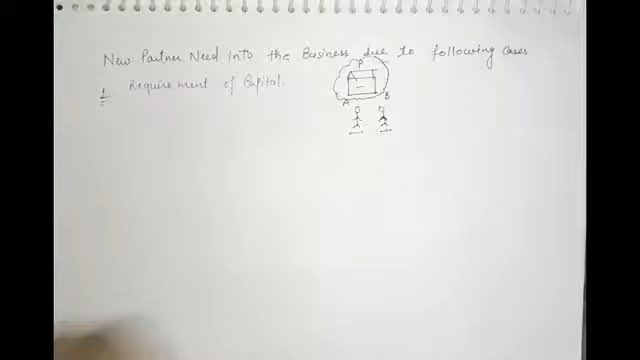 New Partner Need into the Business due to following cases
1 Requirement of Capital.
P
A B